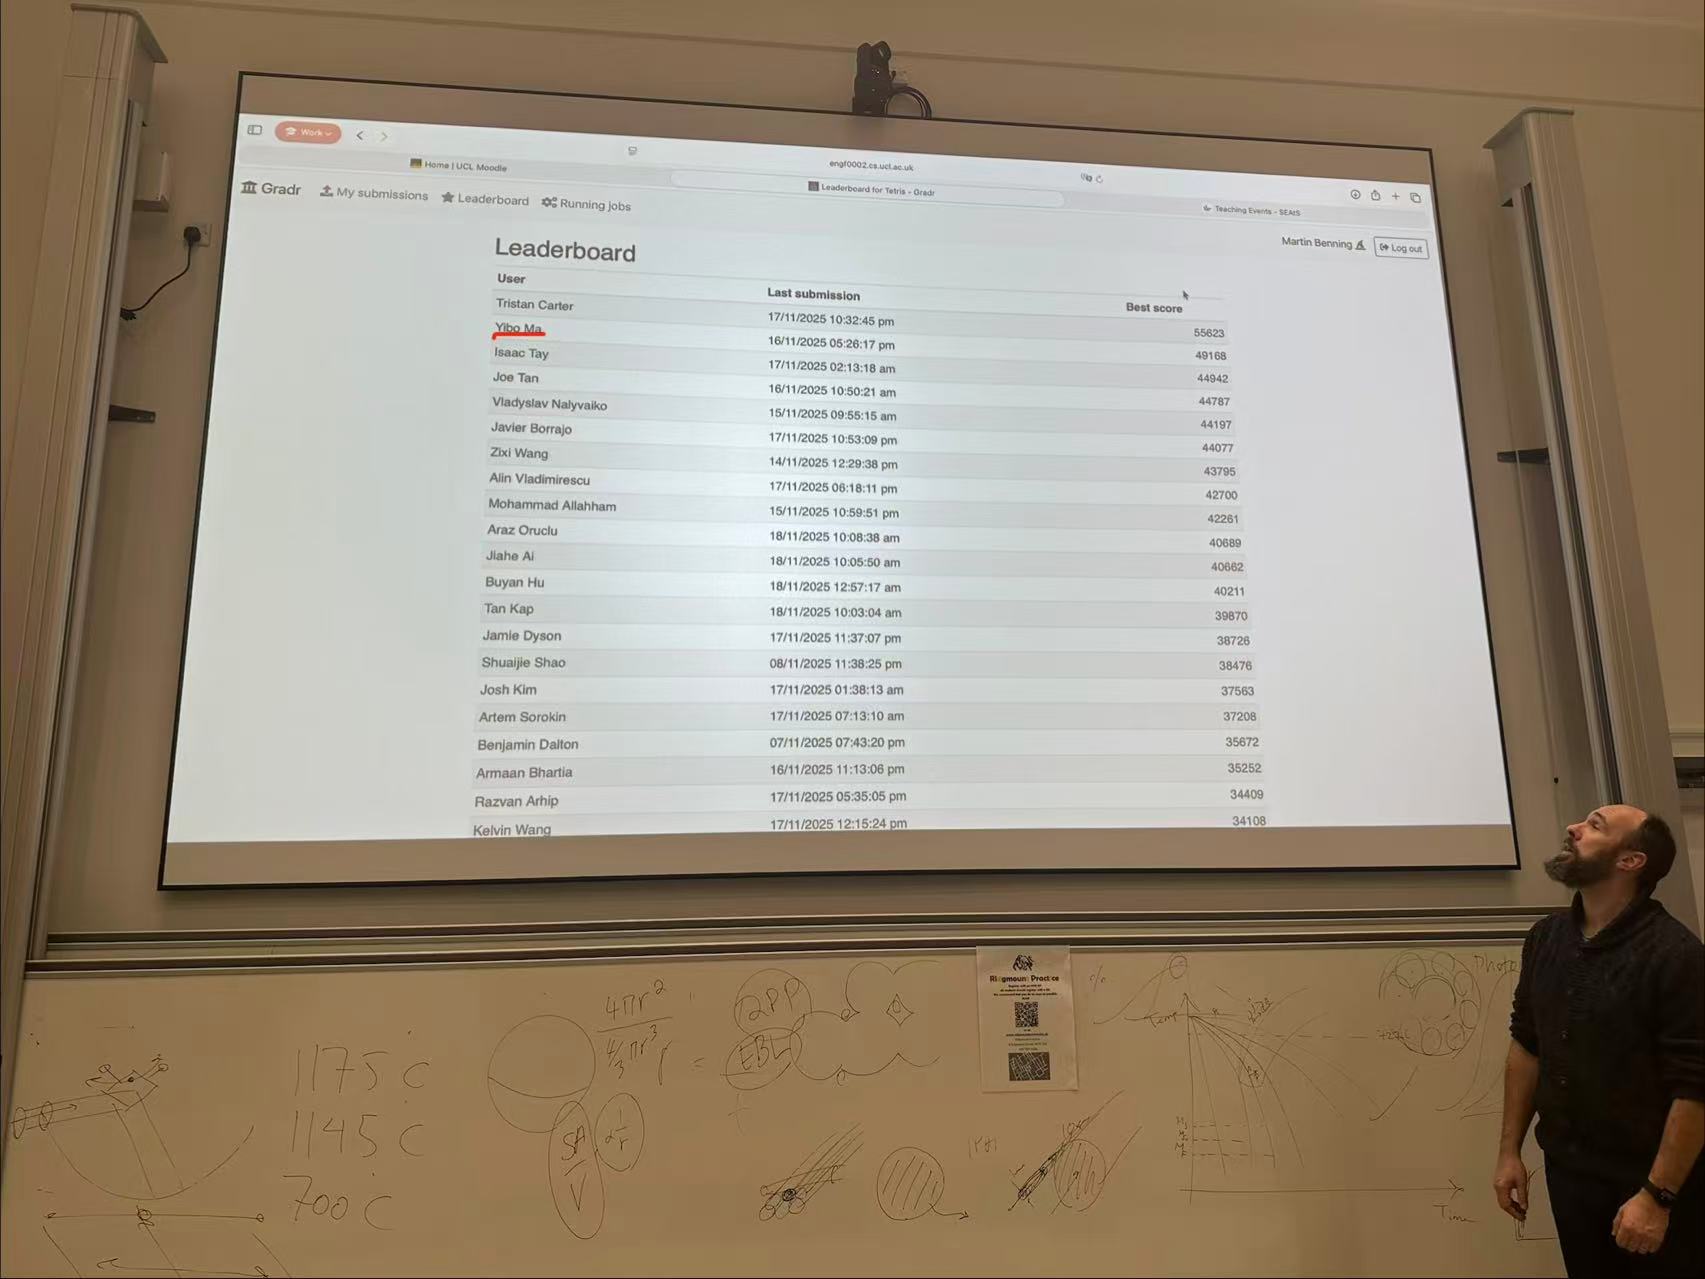 Work
Home | UCL Moodle
engf0002.cs.ucl.ac.uk
Leaderboard for Tetris - Gradr
Teaching Events - SEAtS
Gradr My submissions Leaderboard Running jobs
Martin Benning Log out
Leaderboard
User Last submission Best score
Tristan Carter 17/11/2025 10:32:45 pm 55623
Yibo Ma 16/11/2025 05:26:17 pm 49168
Isaac Tay 17/11/2025 02:13:18 am 44942
Joe Tan 16/11/2025 10:50:21 am 44787
Vladyslav Nalyvaiko 15/11/2025 09:55:15 am 44197
Javier Borrajo 17/11/2025 10:53:09 pm 44077
Zixi Wang 14/11/2025 12:29:38 pm 43795
Alin Vladimirescu 17/11/2025 06:18:11 pm 42700
Mohammad Allahham 15/11/2025 10:59:51 pm 42261
Araz Oruclu 18/11/2025 10:08:38 am 40689
Jiahe Ai 18/11/2025 10:05:50 am 40662
Buyan Hu 18/11/2025 12:57:17 am 40211
Tan Kap 18/11/2025 10:03:04 am 39870
Jamie Dyson 17/11/2025 11:37:07 pm 38726
Shuaijie Shao 08/11/2025 11:38:25 pm 38476
Josh Kim 17/11/2025 01:38:13 am 37563
Artem Sorokin 17/11/2025 07:13:10 am 37208
Benjamin Dalton 07/11/2025 07:43:20 pm 35672
Armaan Bhartia 16/11/2025 11:13:06 pm 35252
Razvan Arhip 17/11/2025 05:35:05 pm 34409
Kelvin Wang 17/11/2025 12:15:24 pm 34108
Ridgmount Practice
1175 C
1145 C
700 C
4πr²
4/3πr³
SA
V
α 1/r
2PP
EBL
Temp
Time